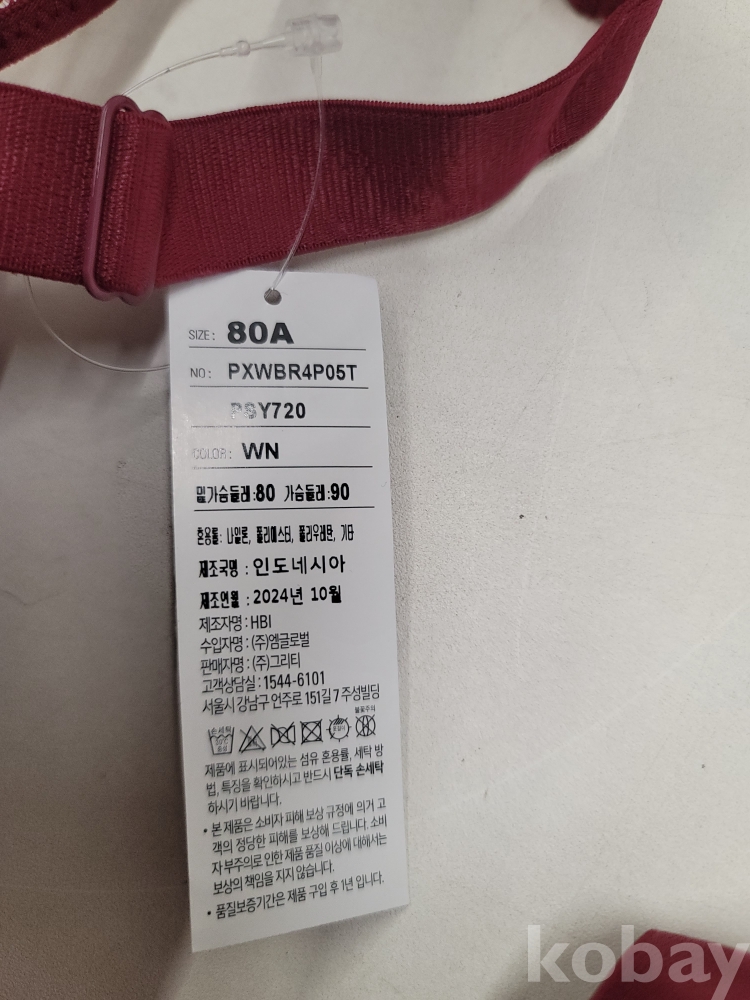 SIZE: 80A
NO: PXWBR4P05T
PSY720
COLOR: WN
밑가슴둘레:80 가슴둘레:90
혼용률: 나일론, 폴리에스터, 폴리우레탄, 기타
제조국명 : 인도네시아
제조연월 : 2024년 10월
제조자명 : HBI
수입자명 : (주)엠글로벌
판매자명 : (주)그리티
고객상담실 : 1544-6101
서울시 강남구 언주로 151길 7 주성빌딩
불꽃주의
손세탁
30℃
중성
제품에 표시되어있는 섬유 혼용률, 세탁 방
법, 특징을 확인하시고 반드시 단독 손세탁
하시기 바랍니다.
• 본 제품은 소비자 피해 보상 규정에 의거 고
객의 정당한 피해를 보상해 드립니다. 소비
자 부주의로 인한 제품 품질 이상에 대해서는
보상의 책임을 지지 않습니다.
• 품질보증기간은 제품 구입 후 1년 입니다.
kobay